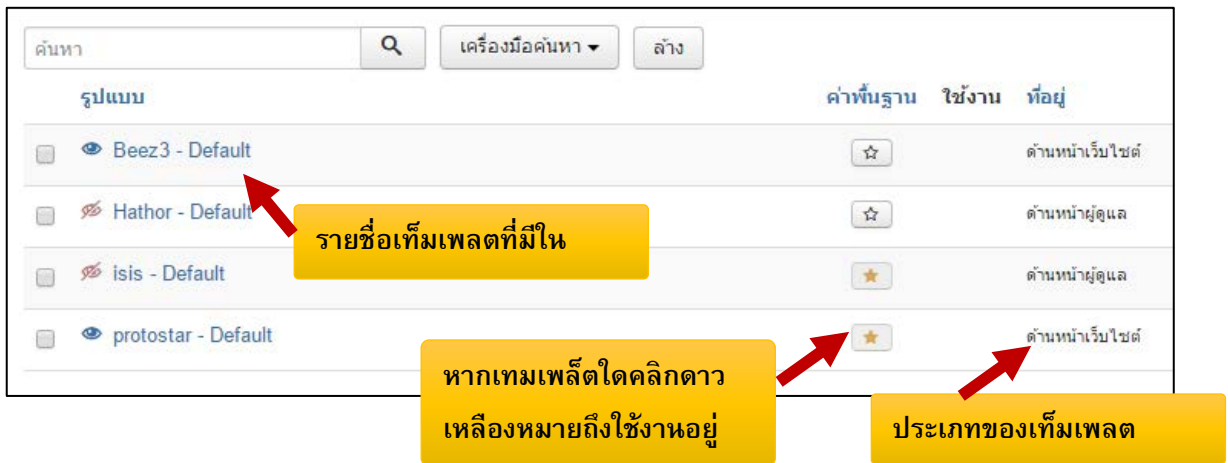 ค้นหา เครื่องมือค้นหา ล้าง
รูปแบบ ค่าพื้นฐาน ใช้งาน ที่อยู่
Beez3 - Default ด้านหน้าเว็บไซต์
Hathor - Default ด้านหน้าผู้ดูแล
รายชื่อเท็มเพลตที่มีใน
isis - Default ด้านหน้าผู้ดูแล
protostar - Default ด้านหน้าเว็บไซต์
หากเทมเพล็ตใดคลิกดาว
เหลืองหมายถึงใช้งานอยู่
ประเภทของเท็มเพลต